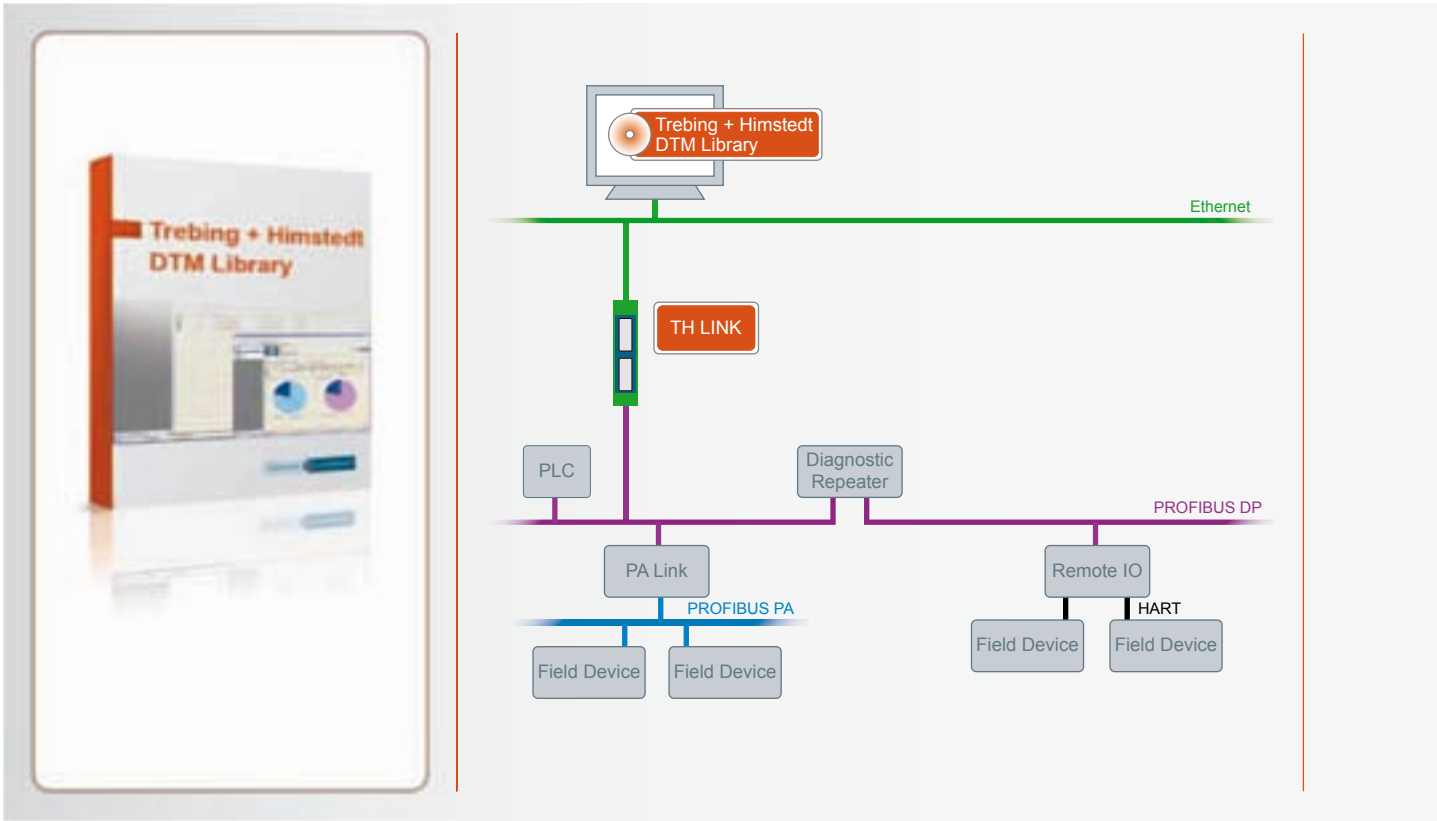 Trebing + Himstedt
DTM Library
Trebing + Himstedt
DTM Library
Ethernet
TH LINK
PLC
Diagnostic
Repeater
PROFIBUS DP
PA Link
Remote IO
PROFIBUS PA
HART
Field Device
Field Device
Field Device
Field Device